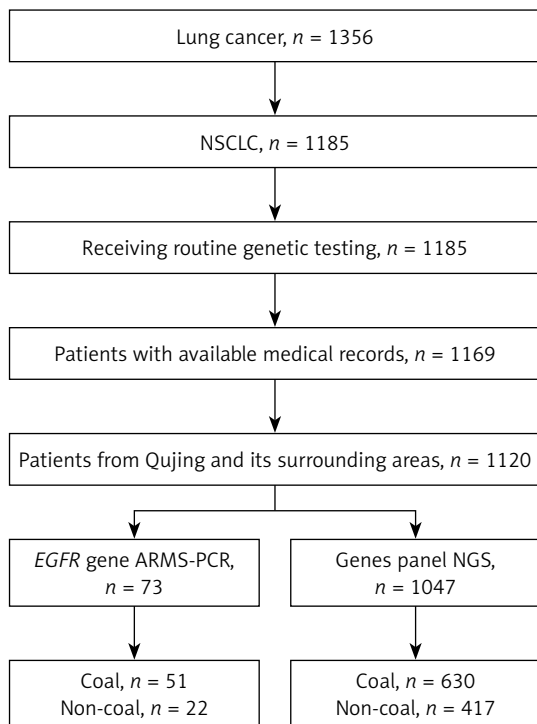 Lung cancer, n = 1356
NSCLC, n = 1185
Receiving routine genetic testing, n = 1185
Patients with available medical records, n = 1169
Patients from Qujing and its surrounding areas, n = 1120
EGFR gene ARMS-PCR,
n = 73
Genes panel NGS,
n = 1047
Coal, n = 51
Non-coal, n = 22
Coal, n = 630
Non-coal, n = 417